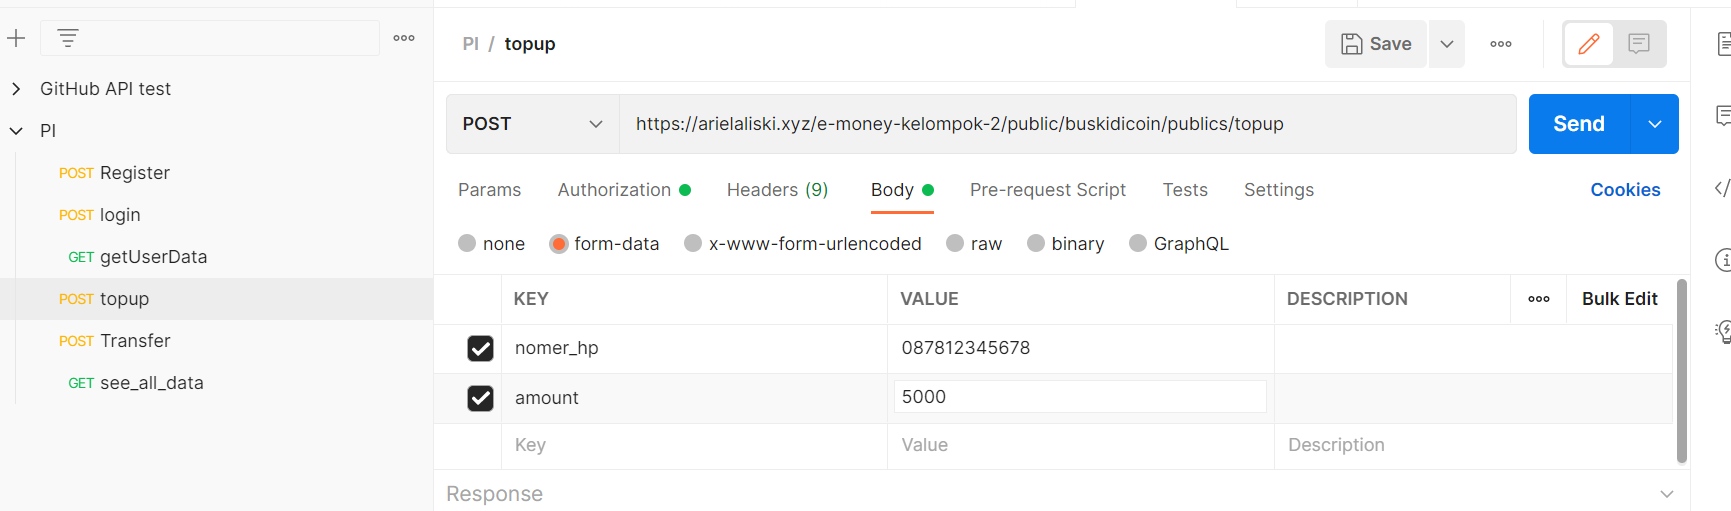 GitHub API test
PI
POST Register
POST login
GET getUserData
POST topup
POST Transfer
GET see_all_data
PI / topup
Save
POST https://arielaliski.xyz/e-money-kelompok-2/public/buskidicoin/publics/topup Send
Params Authorization Headers (9) Body Pre-request Script Tests Settings Cookies
none form-data x-www-form-urlencoded raw binary GraphQL
KEY VALUE DESCRIPTION Bulk Edit
nomer_hp 087812345678
amount 5000
Key Value Description
Response